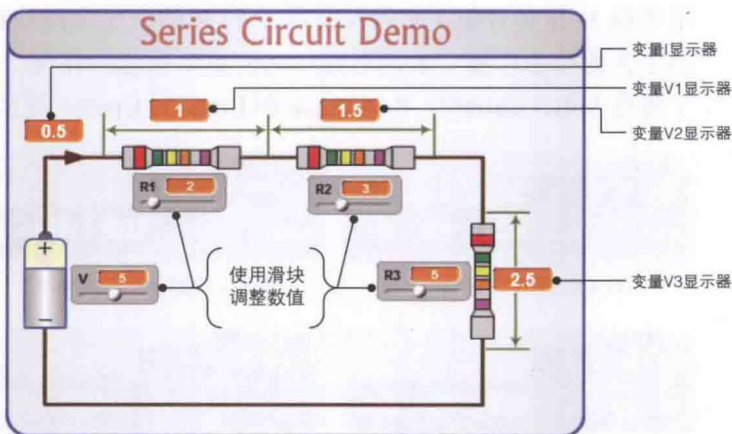 Series Circuit Demo
变量I显示器
变量V1显示器
变量V2显示器
0.5
1
1.5
R1 2
R2 3
+
V 5
使用滑块
调整数值
R3 5
2.5
变量V3显示器
−